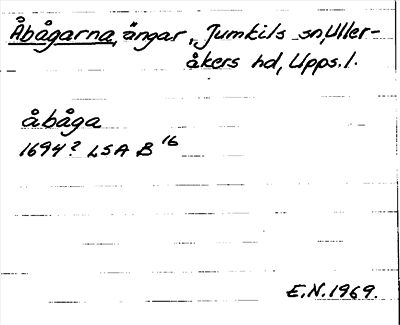 Åbågarna, ängar, Jumkils sn, Uller-
åkers hd, Upps. l.
åbåga
1694? LSA B 16
E.N. 1969.